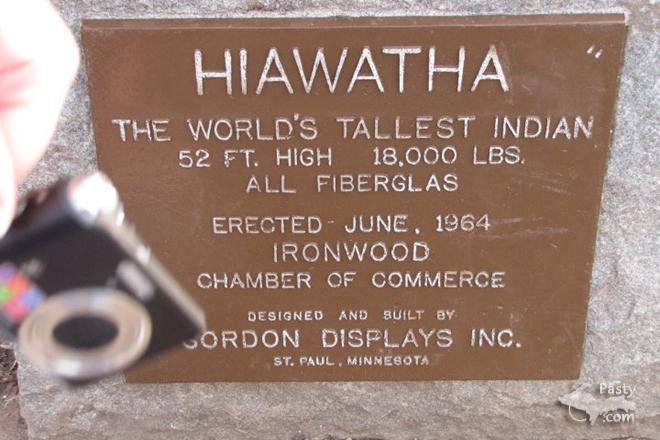 HIAWATHA
THE WORLD'S TALLEST INDIAN
52 FT. HIGH 18,000 LBS.
ALL FIBERGLAS
ERECTED - JUNE, 1964
IRONWOOD
CHAMBER OF COMMERCE
DESIGNED AND BUILT BY
GORDON DISPLAYS INC.
ST. PAUL, MINNESOTA
Pasty
.com